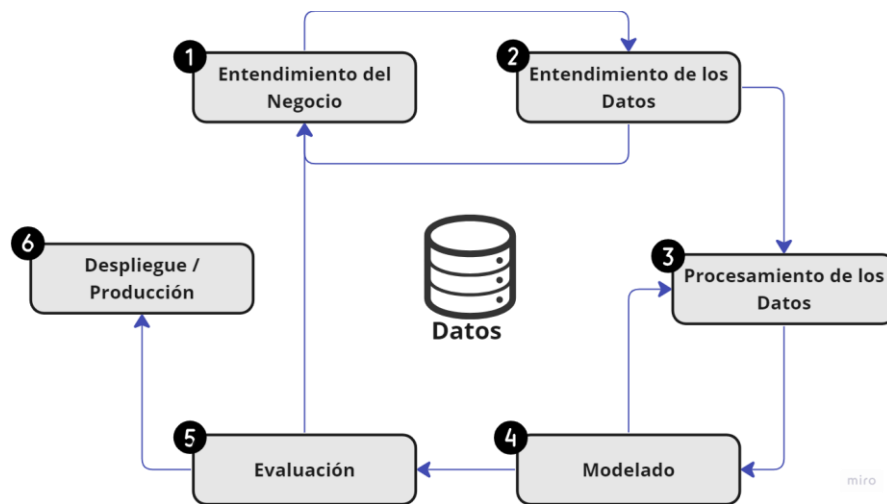 1
Entendimiento del
Negocio
2
Entendimiento de los
Datos
3
Procesamiento de los
Datos
6
Despliegue /
Producción
Datos
5
Evaluación
4
Modelado
miro